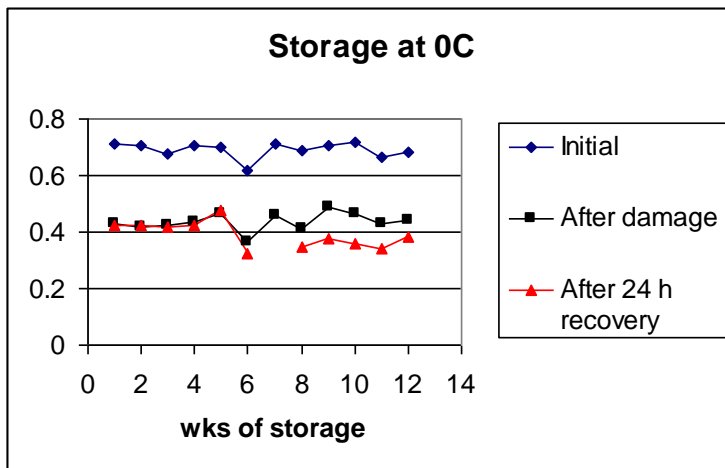 Storage at 0C
0.8
0.6
0.4
0.2
0
0 2 4 6 8 10 12 14
wks of storage
Initial
After damage
After 24 h
recovery